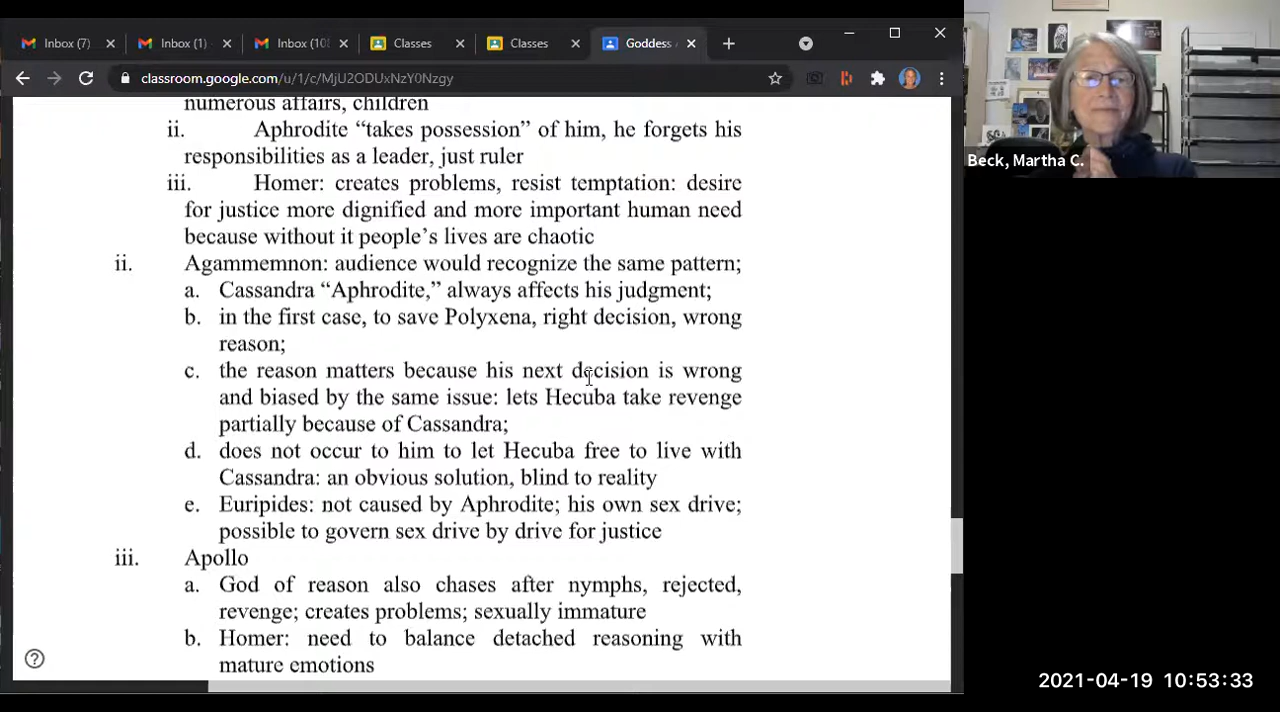 Inbox (7)
Inbox (1)
Inbox (10
Classes
Classes
Goddess
classroom.google.com/u/1/c/MjU2ODUxNzY0Nzgy
numerous affairs, children
ii. Aphrodite “takes possession” of him, he forgets his
responsibilities as a leader, just ruler
iii. Homer: creates problems, resist temptation: desire
for justice more dignified and more important human need
because without it people’s lives are chaotic
ii. Agammemnon: audience would recognize the same pattern;
a. Cassandra “Aphrodite,” always affects his judgment;
b. in the first case, to save Polyxena, right decision, wrong
reason;
c. the reason matters because his next decision is wrong
and biased by the same issue: lets Hecuba take revenge
partially because of Cassandra;
d. does not occur to him to let Hecuba free to live with
Cassandra: an obvious solution, blind to reality
e. Euripides: not caused by Aphrodite; his own sex drive;
possible to govern sex drive by drive for justice
iii. Apollo
a. God of reason also chases after nymphs, rejected,
revenge; creates problems; sexually immature
b. Homer: need to balance detached reasoning with
mature emotions
Beck, Martha C.
2021-04-19 10:53:33